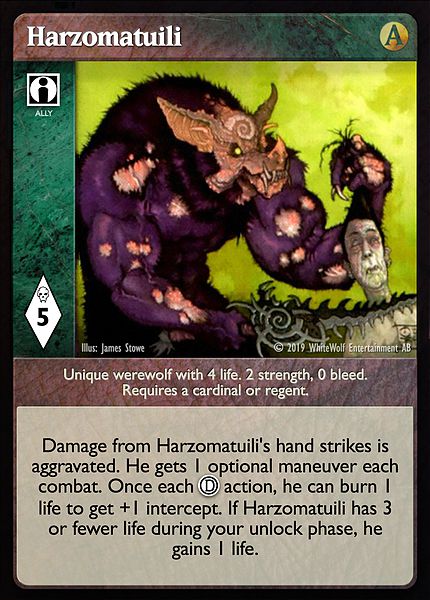 Harzomatuili
A
ALLY
5
Illus: James Stowe
© 2019 WhiteWolf Entertainment AB
Unique werewolf with 4 life. 2 strength, 0 bleed.
Requires a cardinal or regent.
Damage from Harzomatuili's hand strikes is
aggravated. He gets 1 optional maneuver each
combat. Once each D action, he can burn 1
life to get +1 intercept. If Harzomatuili has 3
or fewer life during your unlock phase, he
gains 1 life.